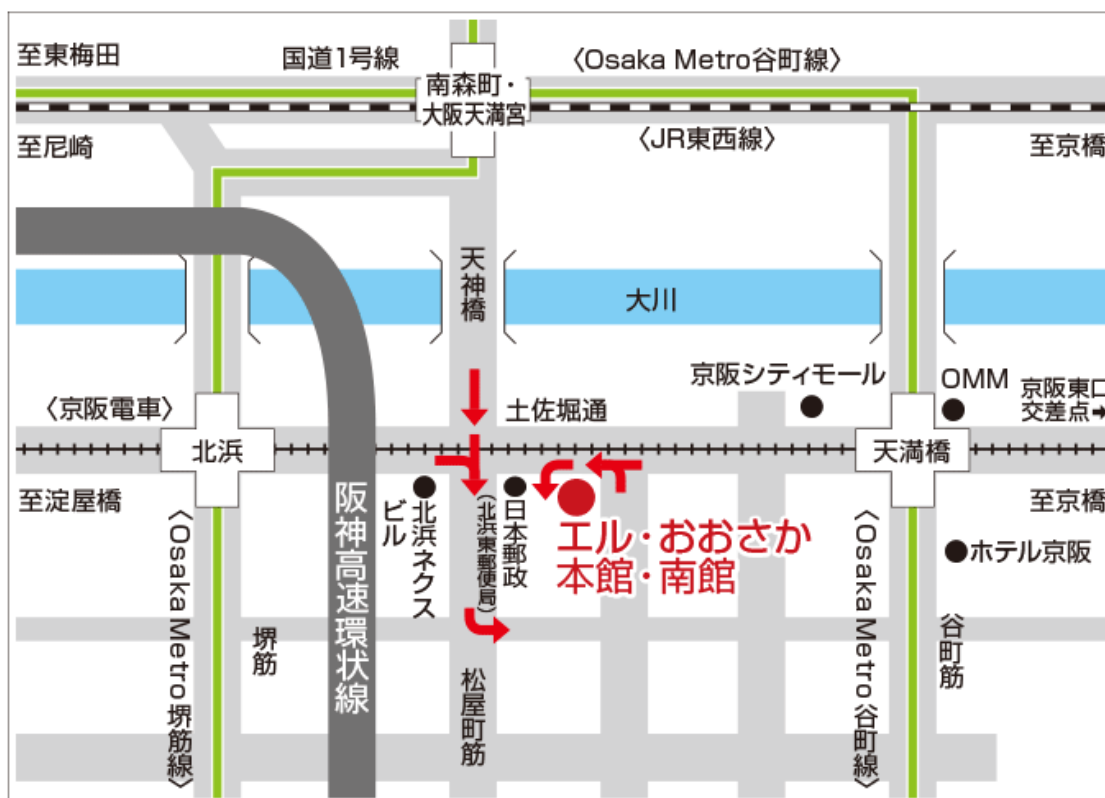 至東梅田
国道1号線
〈Osaka Metro谷町線〉
南森町・
大阪天満宮
至尼崎
〈JR東西線〉
至京橋
天神橋
大川
京阪シティモール
OMM
京阪東口
交差点➡
〈京阪電車〉
土佐堀通
北浜
天満橋
至淀屋橋
至京橋
阪神高速環状線
北浜ネクス
ビル
日本郵政
（北浜東郵便局）
エル・おおさか
本館・南館
ホテル京阪
〈Osaka Metro堺筋線〉
堺筋
松屋町筋
〈Osaka Metro谷町線〉
谷町筋